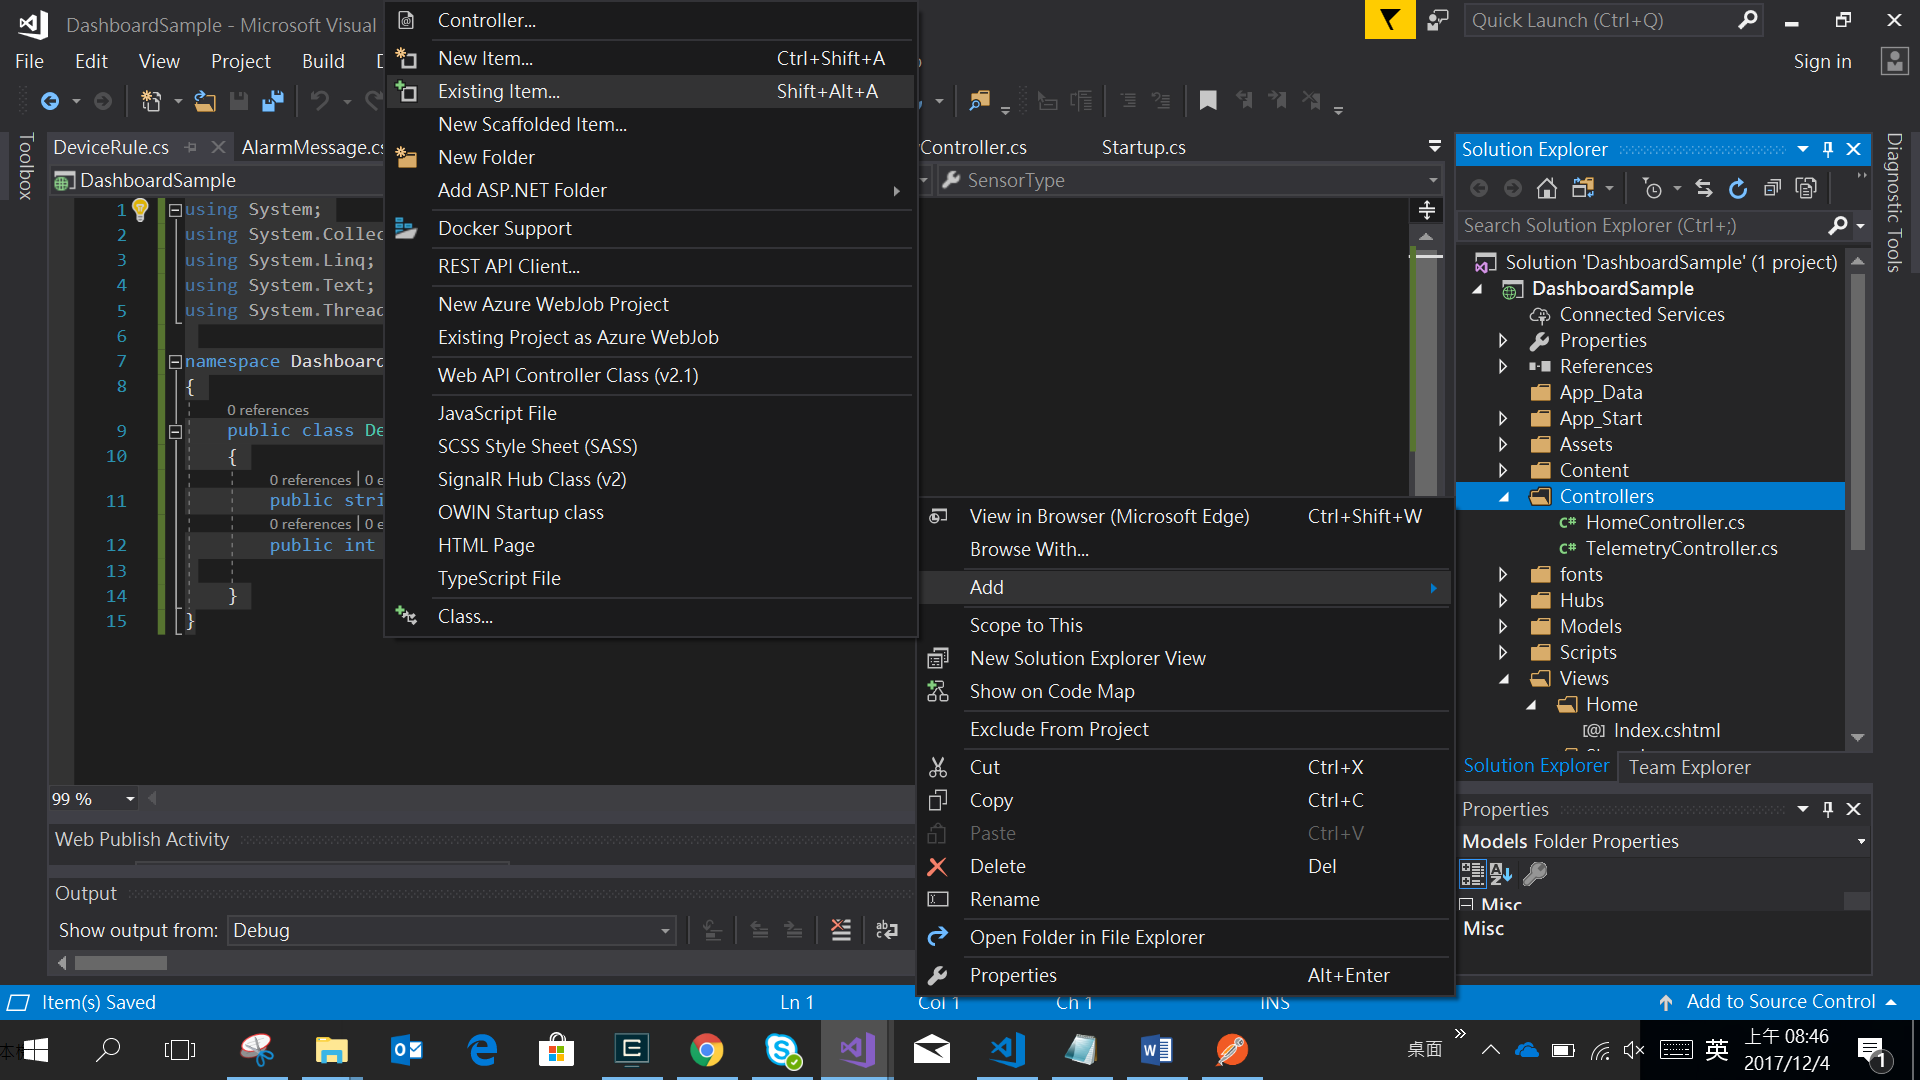 DashboardSample - Microsoft Visual
Quick Launch (Ctrl+Q)
File Edit View Project Build
Sign in
Controller...
New Item... Ctrl+Shift+A
Existing Item... Shift+Alt+A
New Scaffolded Item...
New Folder
Add ASP.NET Folder
Docker Support
REST API Client...
New Azure WebJob Project
Existing Project as Azure WebJob
Web API Controller Class (v2.1)
JavaScript File
SCSS Style Sheet (SASS)
SignalR Hub Class (v2)
OWIN Startup class
HTML Page
TypeScript File
Class...
Toolbox
DeviceRule.cs AlarmMessage.cs Controller.cs Startup.cs
DashboardSample SensorType
1 using System;
2 using System.Collec
3 using System.Linq;
4 using System.Text;
5 using System.Thread
6
7 namespace Dashboard
8 {
0 references
9 public class De
10 {
0 references | 0 e
11 public stri
0 references | 0 e
12 public int
13
14 }
15 }
99 %
View in Browser (Microsoft Edge) Ctrl+Shift+W
Browse With...
Add
Scope to This
New Solution Explorer View
Show on Code Map
Exclude From Project
Cut Ctrl+X
Copy Ctrl+C
Paste Ctrl+V
Delete Del
Rename
Open Folder in File Explorer
Properties Alt+Enter
Solution Explorer
Search Solution Explorer (Ctrl+;)
Solution 'DashboardSample' (1 project)
DashboardSample
Connected Services
Properties
References
App_Data
App_Start
Assets
Content
Controllers
C# HomeController.cs
C# TelemetryController.cs
fonts
Hubs
Models
Scripts
Views
Home
[@] Index.cshtml
Solution Explorer Team Explorer
Diagnostic Tools
Properties
Models Folder Properties
Misc
Misc
Web Publish Activity
Output
Show output from: Debug
Item(s) Saved Ln 1 Col 1 Ch 1 INS Add to Source Control
桌面
英
上午 08:46
2017/12/4
1